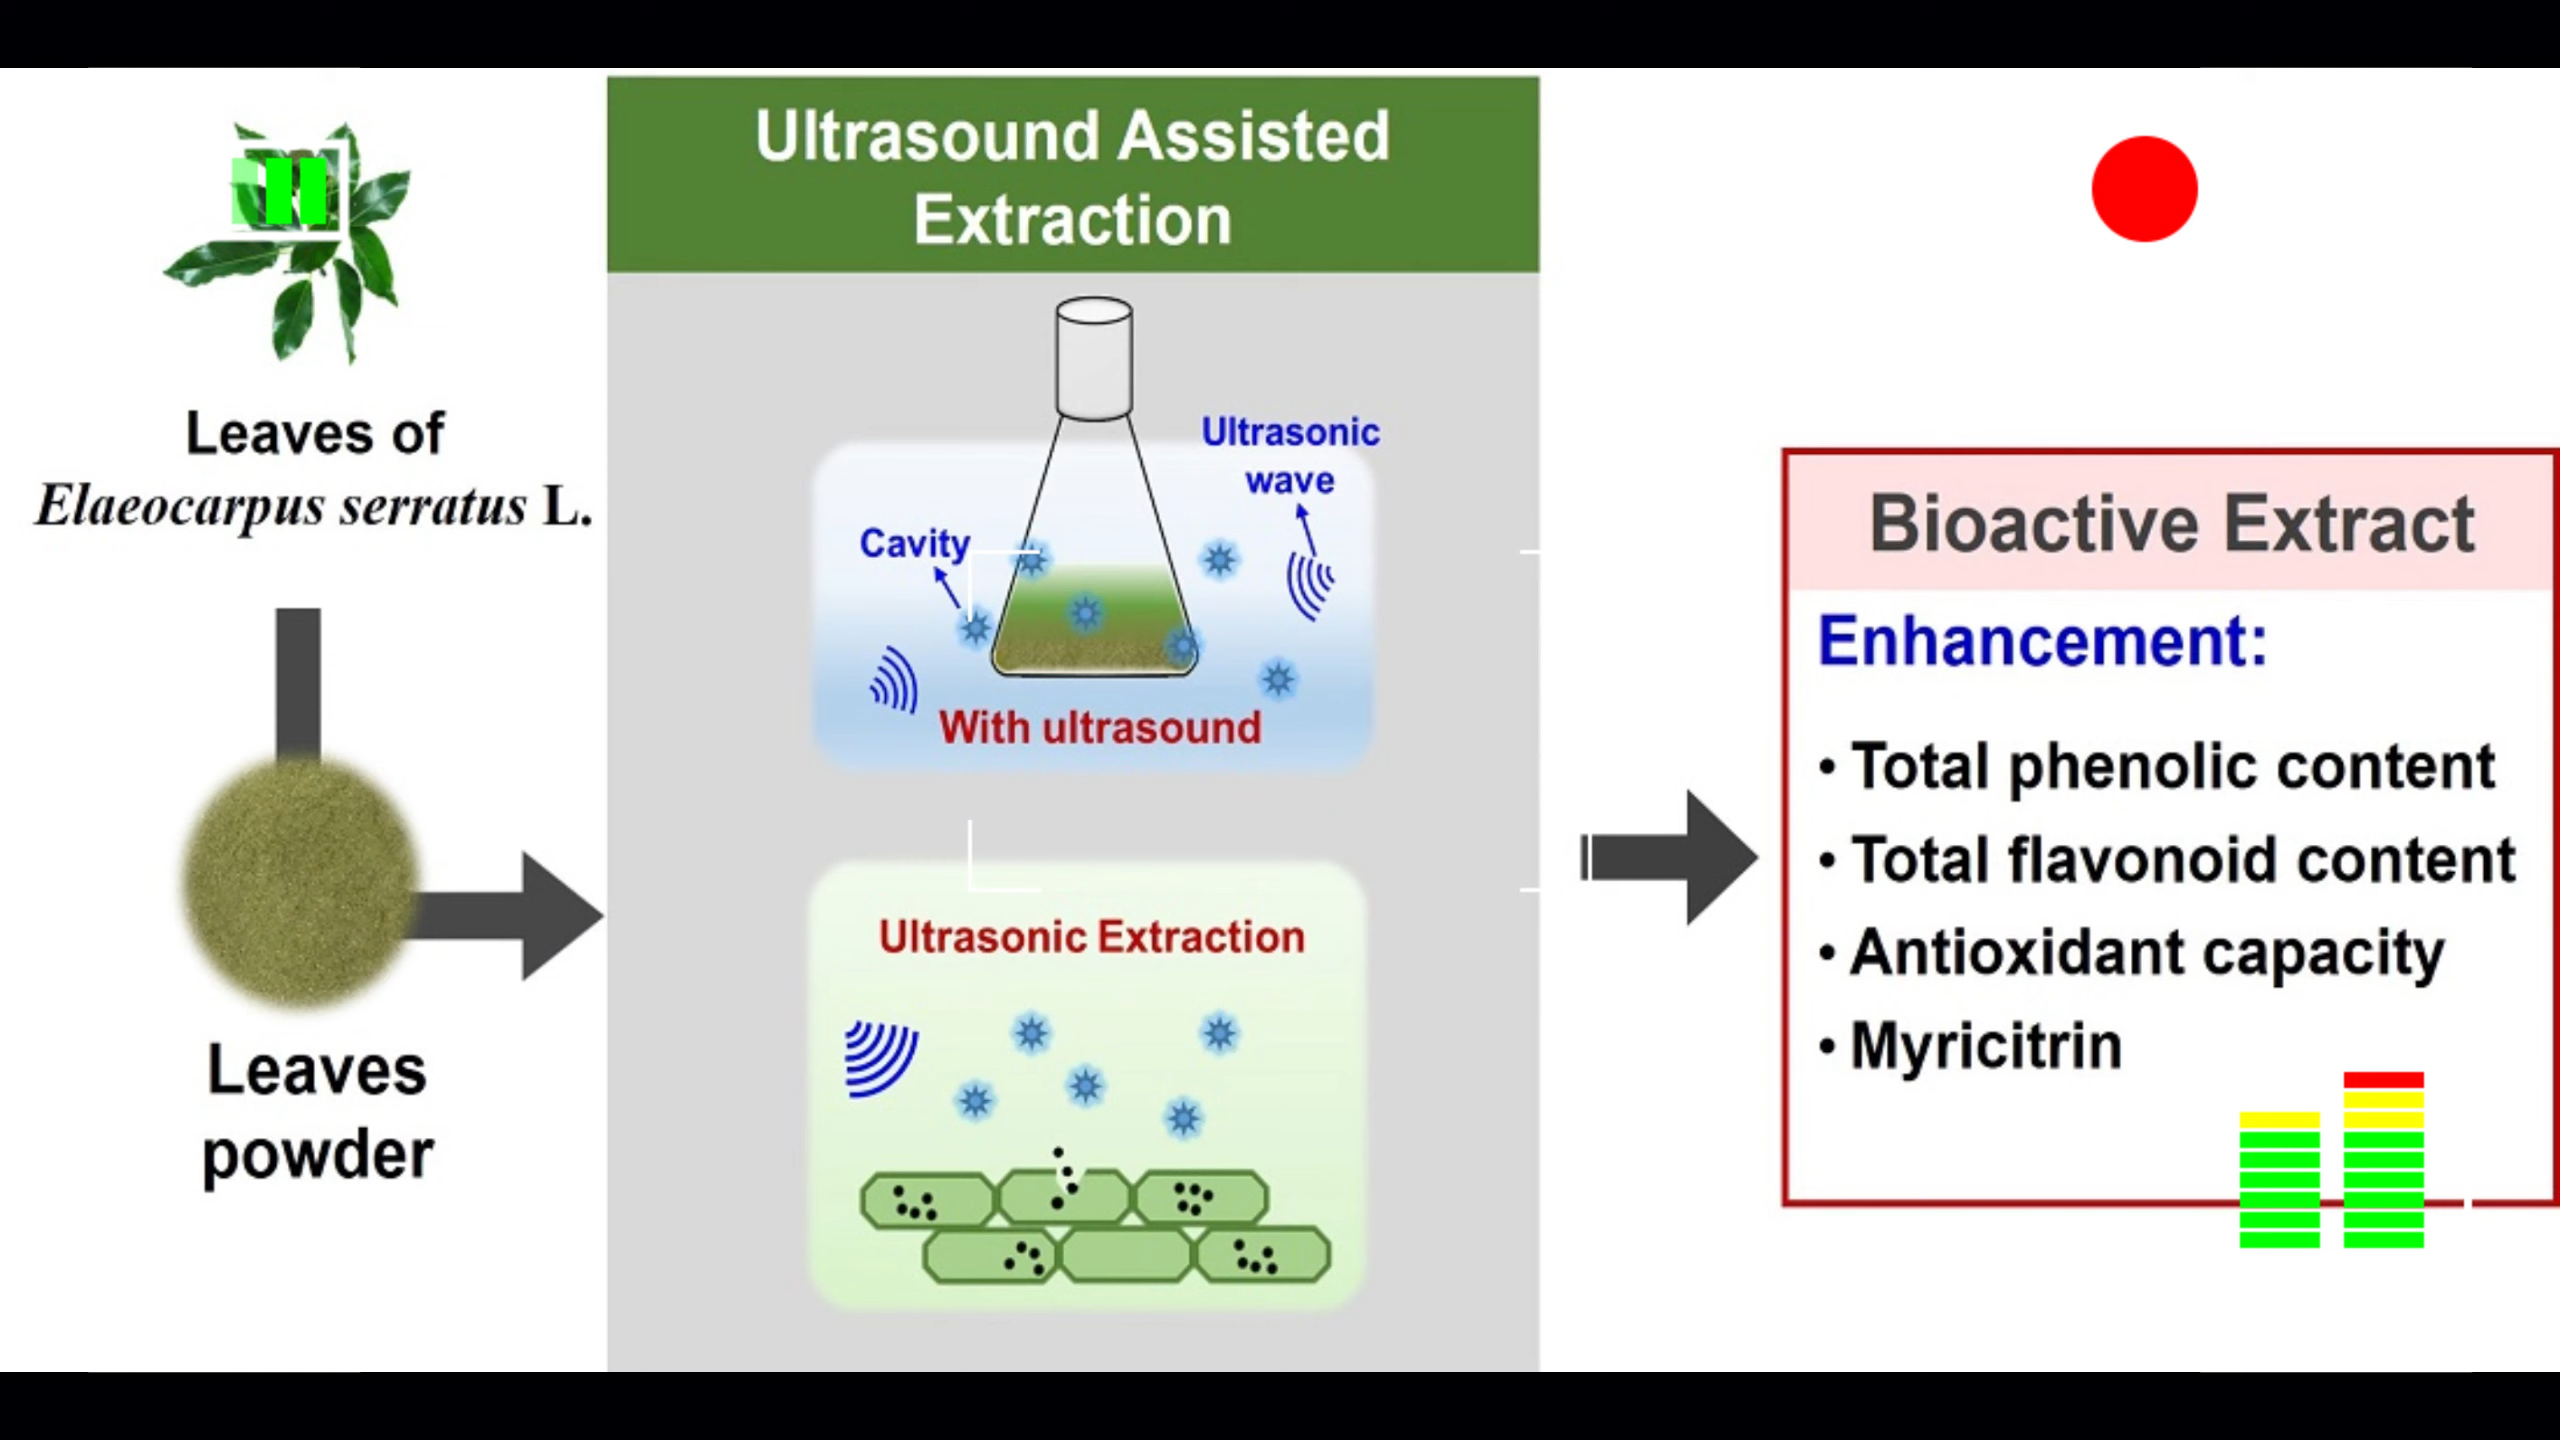 Leaves of
Elaeocarpus serratus L.
Leaves
powder
Ultrasound Assisted
Extraction
Ultrasonic
wave
Cavity
With ultrasound
Ultrasonic Extraction
Bioactive Extract
Enhancement:
• Total phenolic content
• Total flavonoid content
• Antioxidant capacity
• Myricitrin